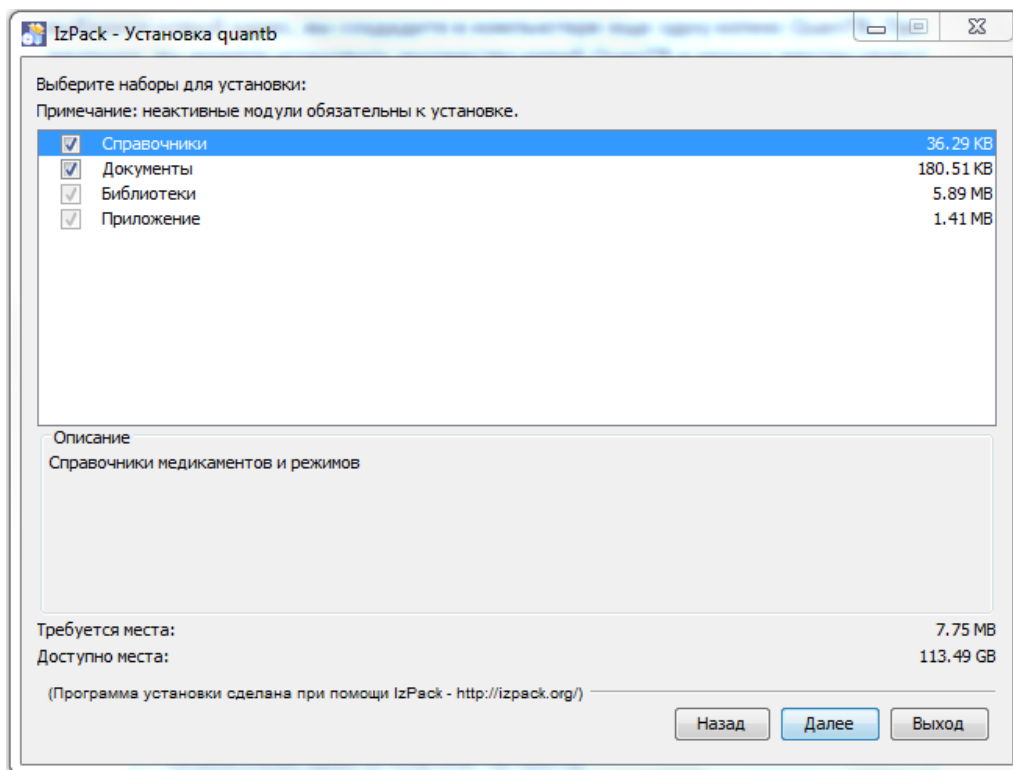 IzPack - Установка quantb
Выберите наборы для установки:
Примечание: неактивные модули обязательны к установке.
Справочники 36.29 KB
Документы 180.51 KB
Библиотеки 5.89 MB
Приложение 1.41 MB
Описание
Справочники медикаментов и режимов
Требуется места: 7.75 MB
Доступно места: 113.49 GB
(Программа установки сделана при помощи IzPack - http://izpack.org/)
Назад Далее Выход